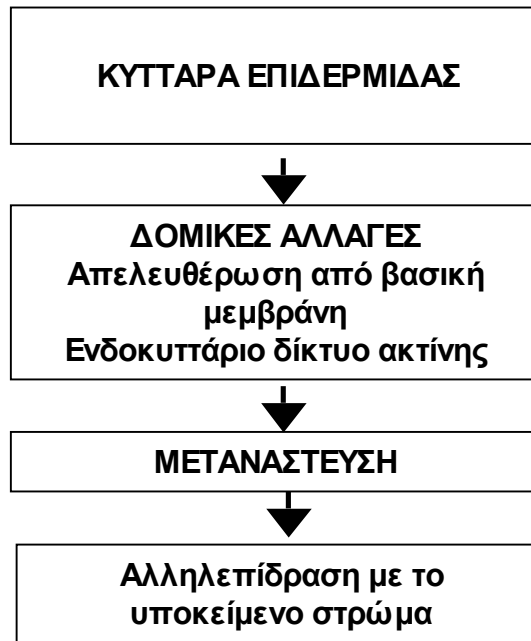 ΚΥΤΤΑΡΑ ΕΠΙΔΕΡΜΙΔΑΣ
ΔΟΜΙΚΕΣ ΑΛΛΑΓΕΣ
Απελευθέρωση από βασική
μεμβράνη
Ενδοκυττάριο δίκτυο ακτίνης
ΜΕΤΑΝΑΣΤΕΥΣΗ
Αλληλεπίδραση με το
υποκείμενο στρώμα